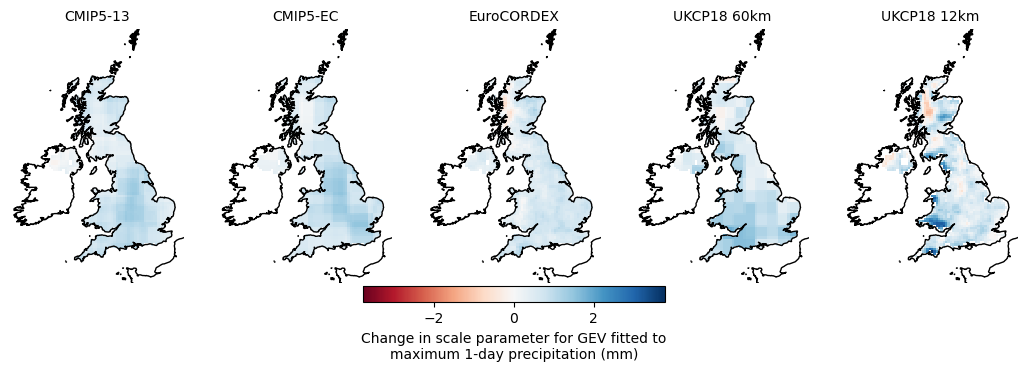 CMIP5-13
CMIP5-EC
EuroCORDEX
UKCP18 60km
UKCP18 12km
−2
0
2
Change in scale parameter for GEV fitted to
maximum 1-day precipitation (mm)